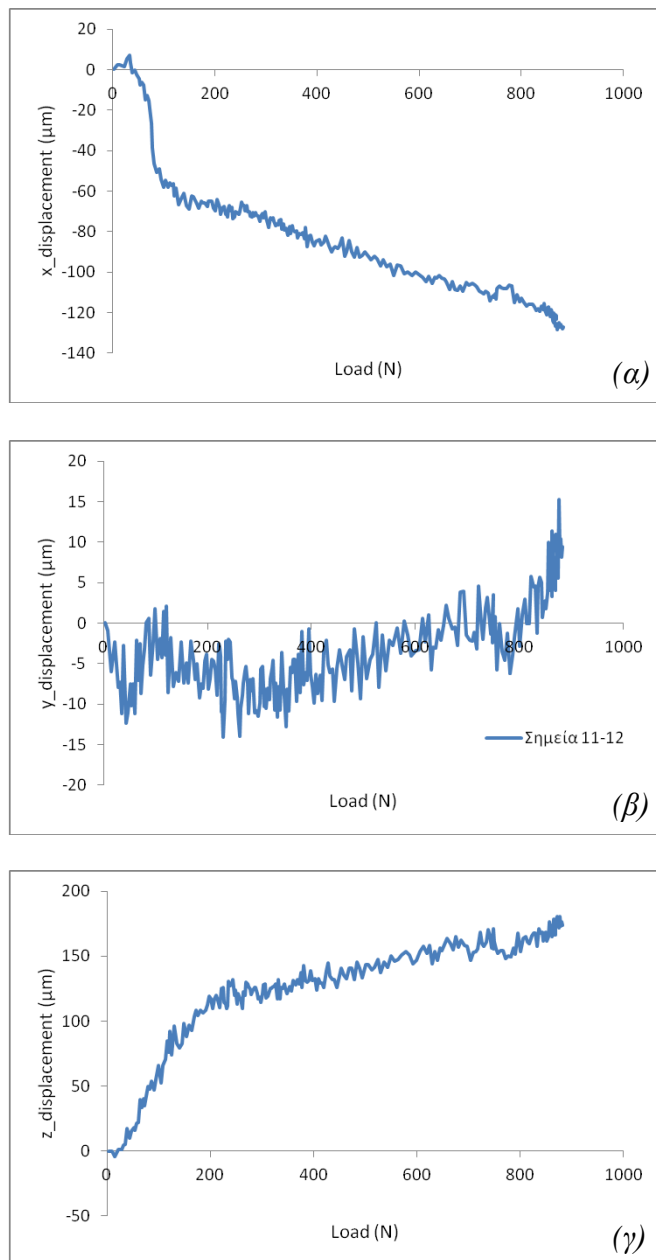 20
0
-20
-40
-60
-80
-100
-120
-140
0 200 400 600 800 1000
x_displacement (μm)
Load (N)
(α)
20
15
10
5
0
-5
-10
-15
-20
0 200 400 600 800 1000
y_displacement (μm)
Σημεία 11-12
Load (N)
(β)
200
150
100
50
0
-50
0 200 400 600 800 1000
z_displacement (μm)
Load (N)
(γ)